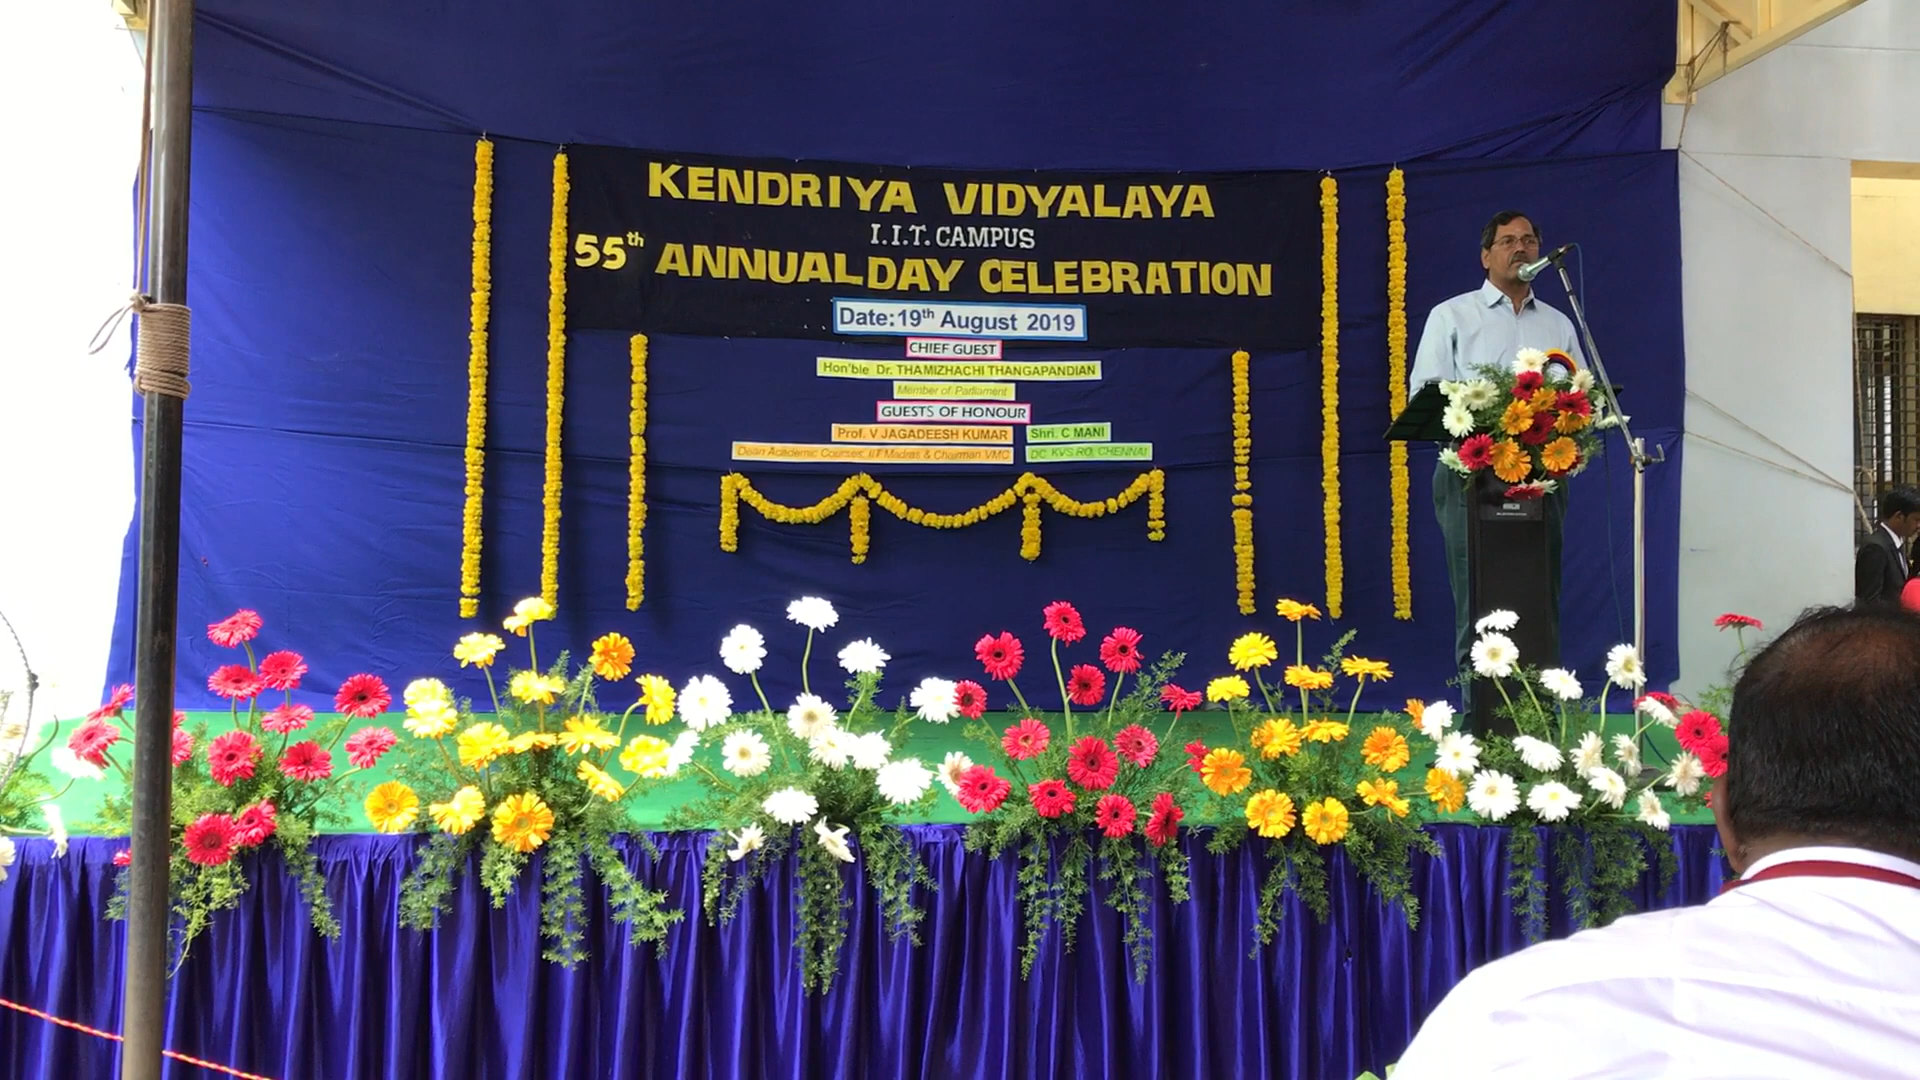 KENDRIYA VIDYALAYA
I.I.T. CAMPUS
55th ANNUAL DAY CELEBRATION
Date:19th August 2019
CHIEF GUEST
Hon'ble Dr. THAMIZHACHI THANGAPANDIAN
Member of Parliament
GUESTS OF HONOUR
Prof. V JAGADEESH KUMAR Shri. C MANI
Dean Academic Courses, IIT Madras & Chairman VMC DC KVS RO, CHENNAI